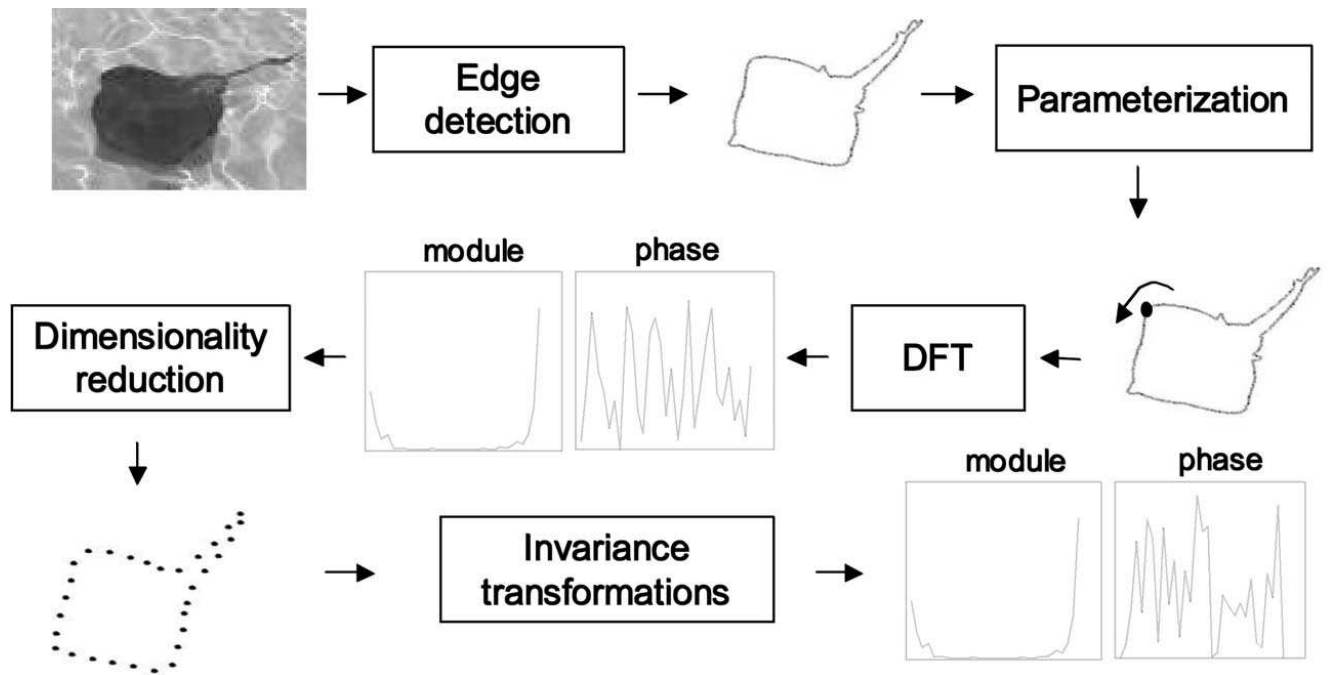 Edge
detection
Parameterization
module
phase
Dimensionality
reduction
DFT
module
phase
Invariance
transformations